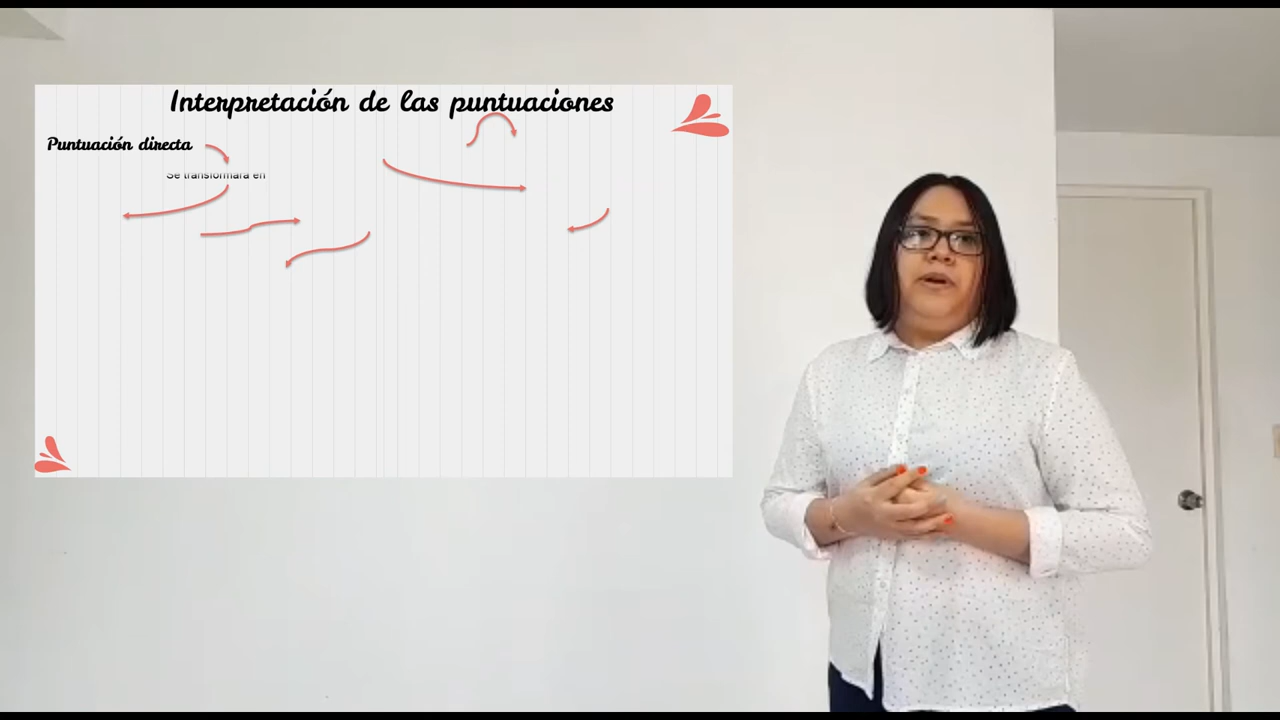 Interpretación de las puntuaciones
Puntuación directa
Se transformará en